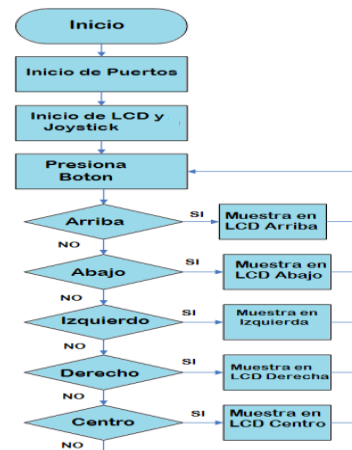 Inicio
Inicio de Puertos
Inicio de LCD y
Joystick
Presiona
Boton
Arriba
SI
Muestra en
LCD Arriba
NO
Abajo
SI
Muestra en
LCD Abajo
NO
Izquierdo
SI
Muestra en
Izquierda
NO
Derecho
SI
Muestra en
LCD Derecha
NO
Centro
SI
Muestra en
LCD Centro
NO